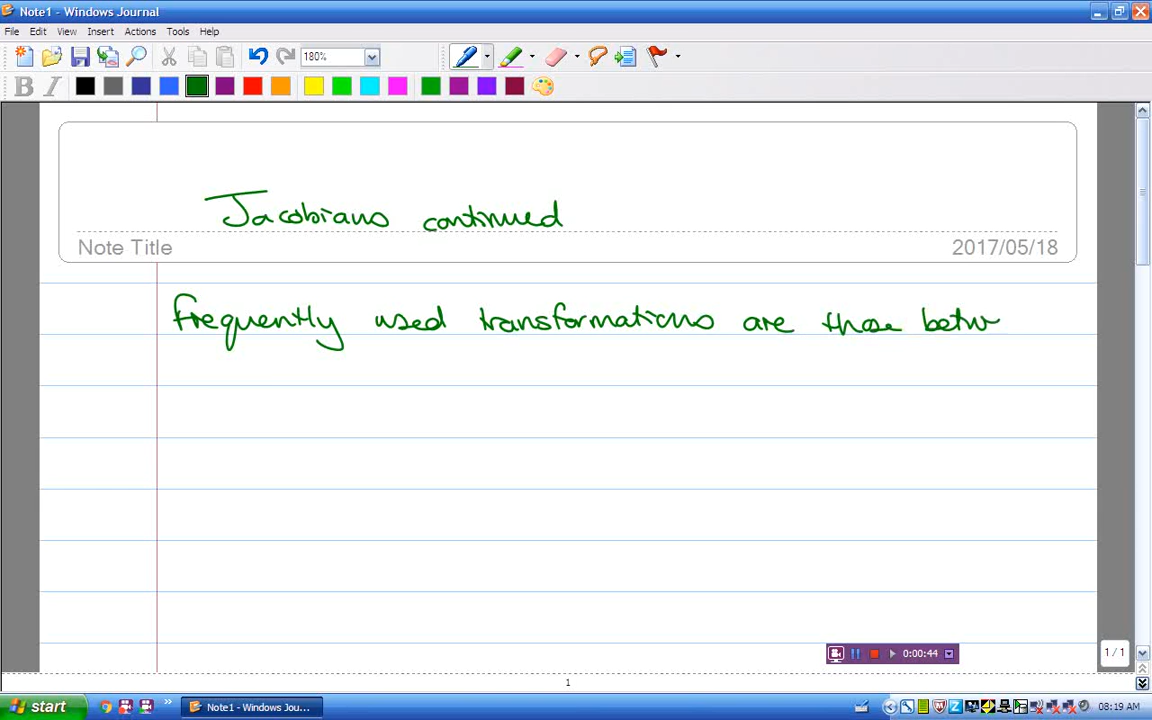 Note1 - Windows Journal
File Edit View Insert Actions Tools Help
180%
B I
Jacobians continued
Note Title 2017/05/18
Frequently used transformations are those betw
0:00:44
1 / 1
1
start Note1 - Windows Jou... 08:19 AM